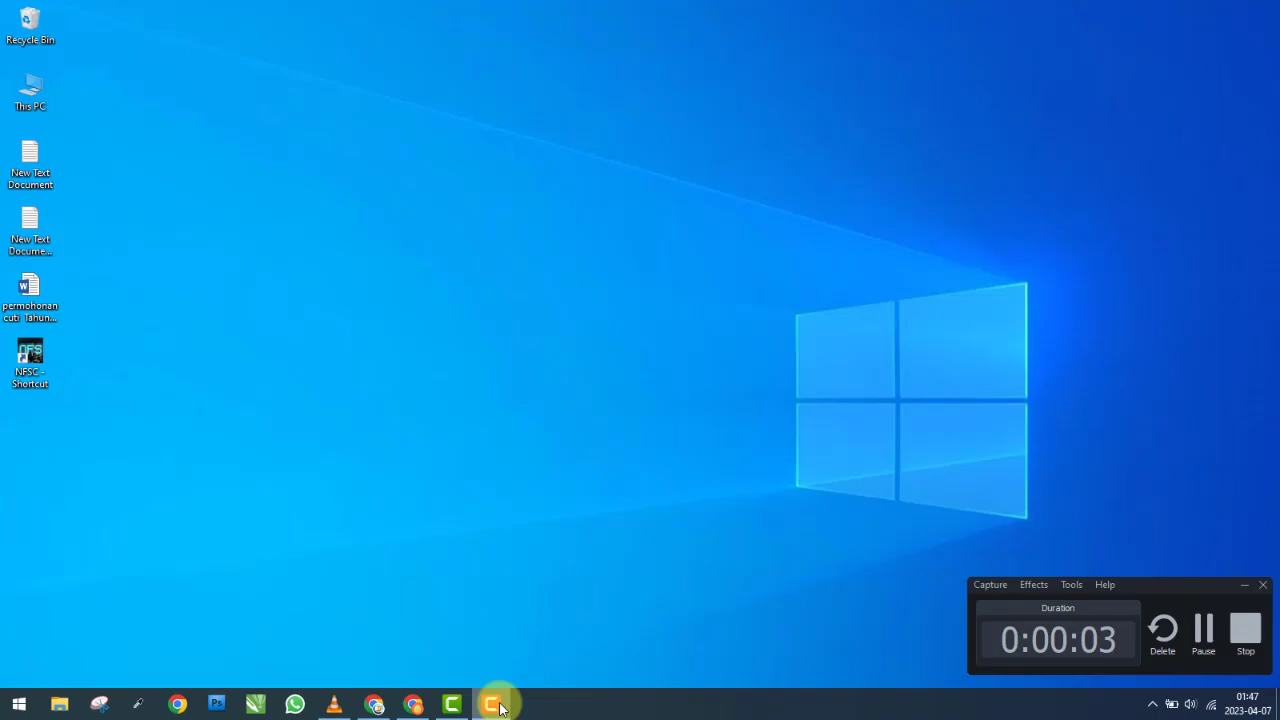 Recycle Bin
This PC
New Text
Document
New Text
Docume...
permohonan
cuti Tahun...
NFSC -
Shortcut
Capture
Effects
Tools
Help
Duration
0:00:03
Delete
Pause
Stop
Ps
01:47
2023-04-07